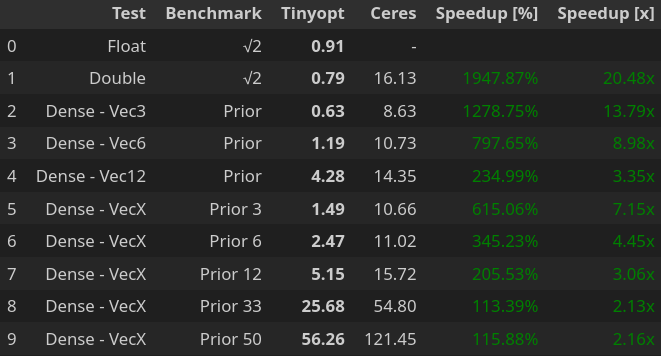 Test Benchmark Tinyopt Ceres Speedup [%] Speedup [x]
0 Float √2 0.91 -
1 Double √2 0.79 16.13 1947.87% 20.48x
2 Dense - Vec3 Prior 0.63 8.63 1278.75% 13.79x
3 Dense - Vec6 Prior 1.19 10.73 797.65% 8.98x
4 Dense - Vec12 Prior 4.28 14.35 234.99% 3.35x
5 Dense - VecX Prior 3 1.49 10.66 615.06% 7.15x
6 Dense - VecX Prior 6 2.47 11.02 345.23% 4.45x
7 Dense - VecX Prior 12 5.15 15.72 205.53% 3.06x
8 Dense - VecX Prior 33 25.68 54.80 113.39% 2.13x
9 Dense - VecX Prior 50 56.26 121.45 115.88% 2.16x